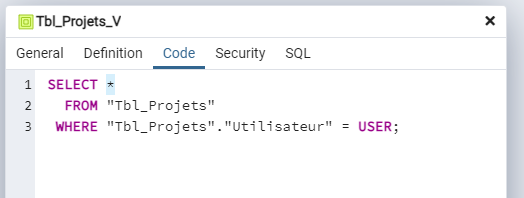 Tbl_Projets_V ×
General Definition Code Security SQL
1 SELECT *
2 FROM "Tbl_Projets"
3 WHERE "Tbl_Projets"."Utilisateur" = USER;